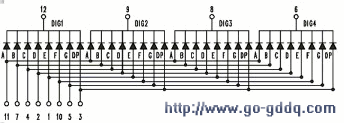 12 9 8 6
DIG1 DIG2 DIG3 DIG4
A B C D E F G DP A B C D E F G DP A B C D E F G DP A B C D E F G DP
11 7 4 2 1 10 5 3
http://www.go-gddq.com